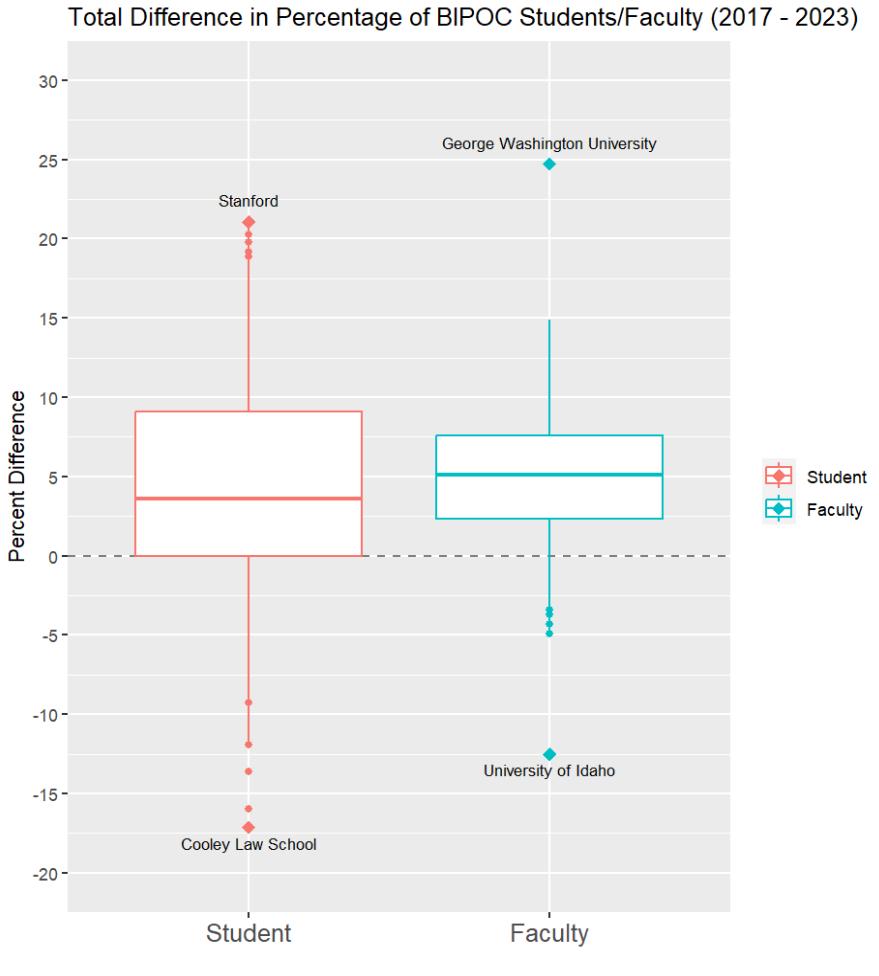 Total Difference in Percentage of BIPOC Students/Faculty (2017 - 2023)
30
25
20
15
10
5
0
-5
-10
-15
-20
Percent Difference
George Washington University
Stanford
University of Idaho
Cooley Law School
Student
Faculty
Student
Faculty